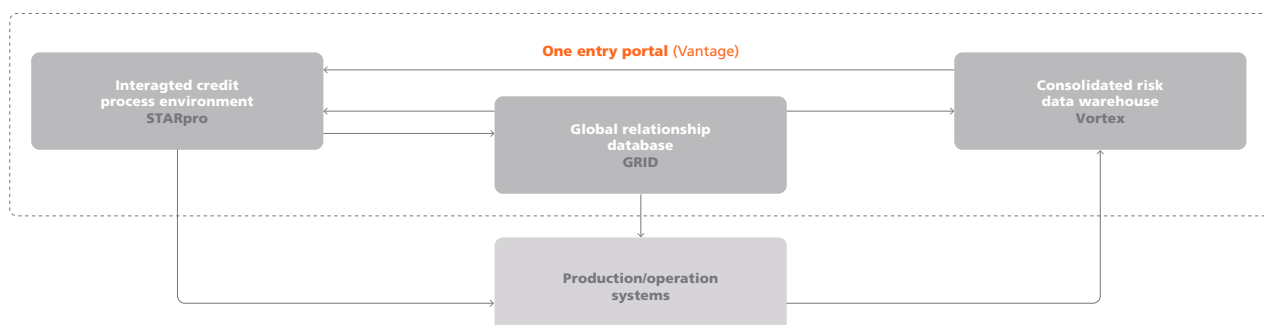 One entry portal (Vantage)
Interagted credit
process environment
STARpro
Global relationship
database
GRID
Consolidated risk
data warehouse
Vortex
Production/operation
systems